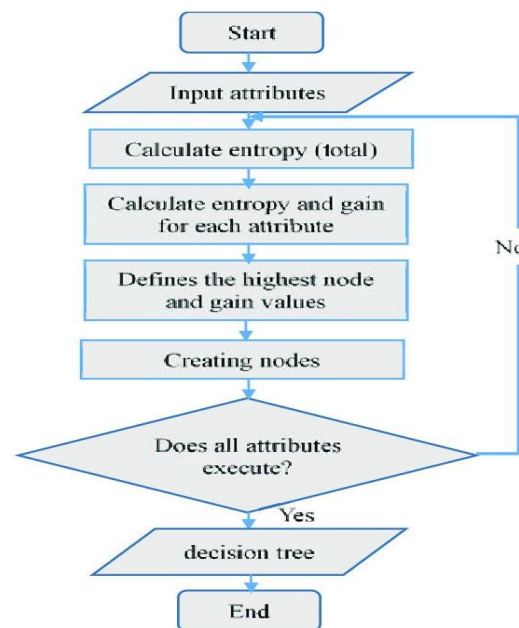 Start
Input attributes
Calculate entropy (total)
Calculate entropy and gain
for each attribute
Defines the highest node
and gain values
Creating nodes
Does all attributes
execute?
No
Yes
decision tree
End